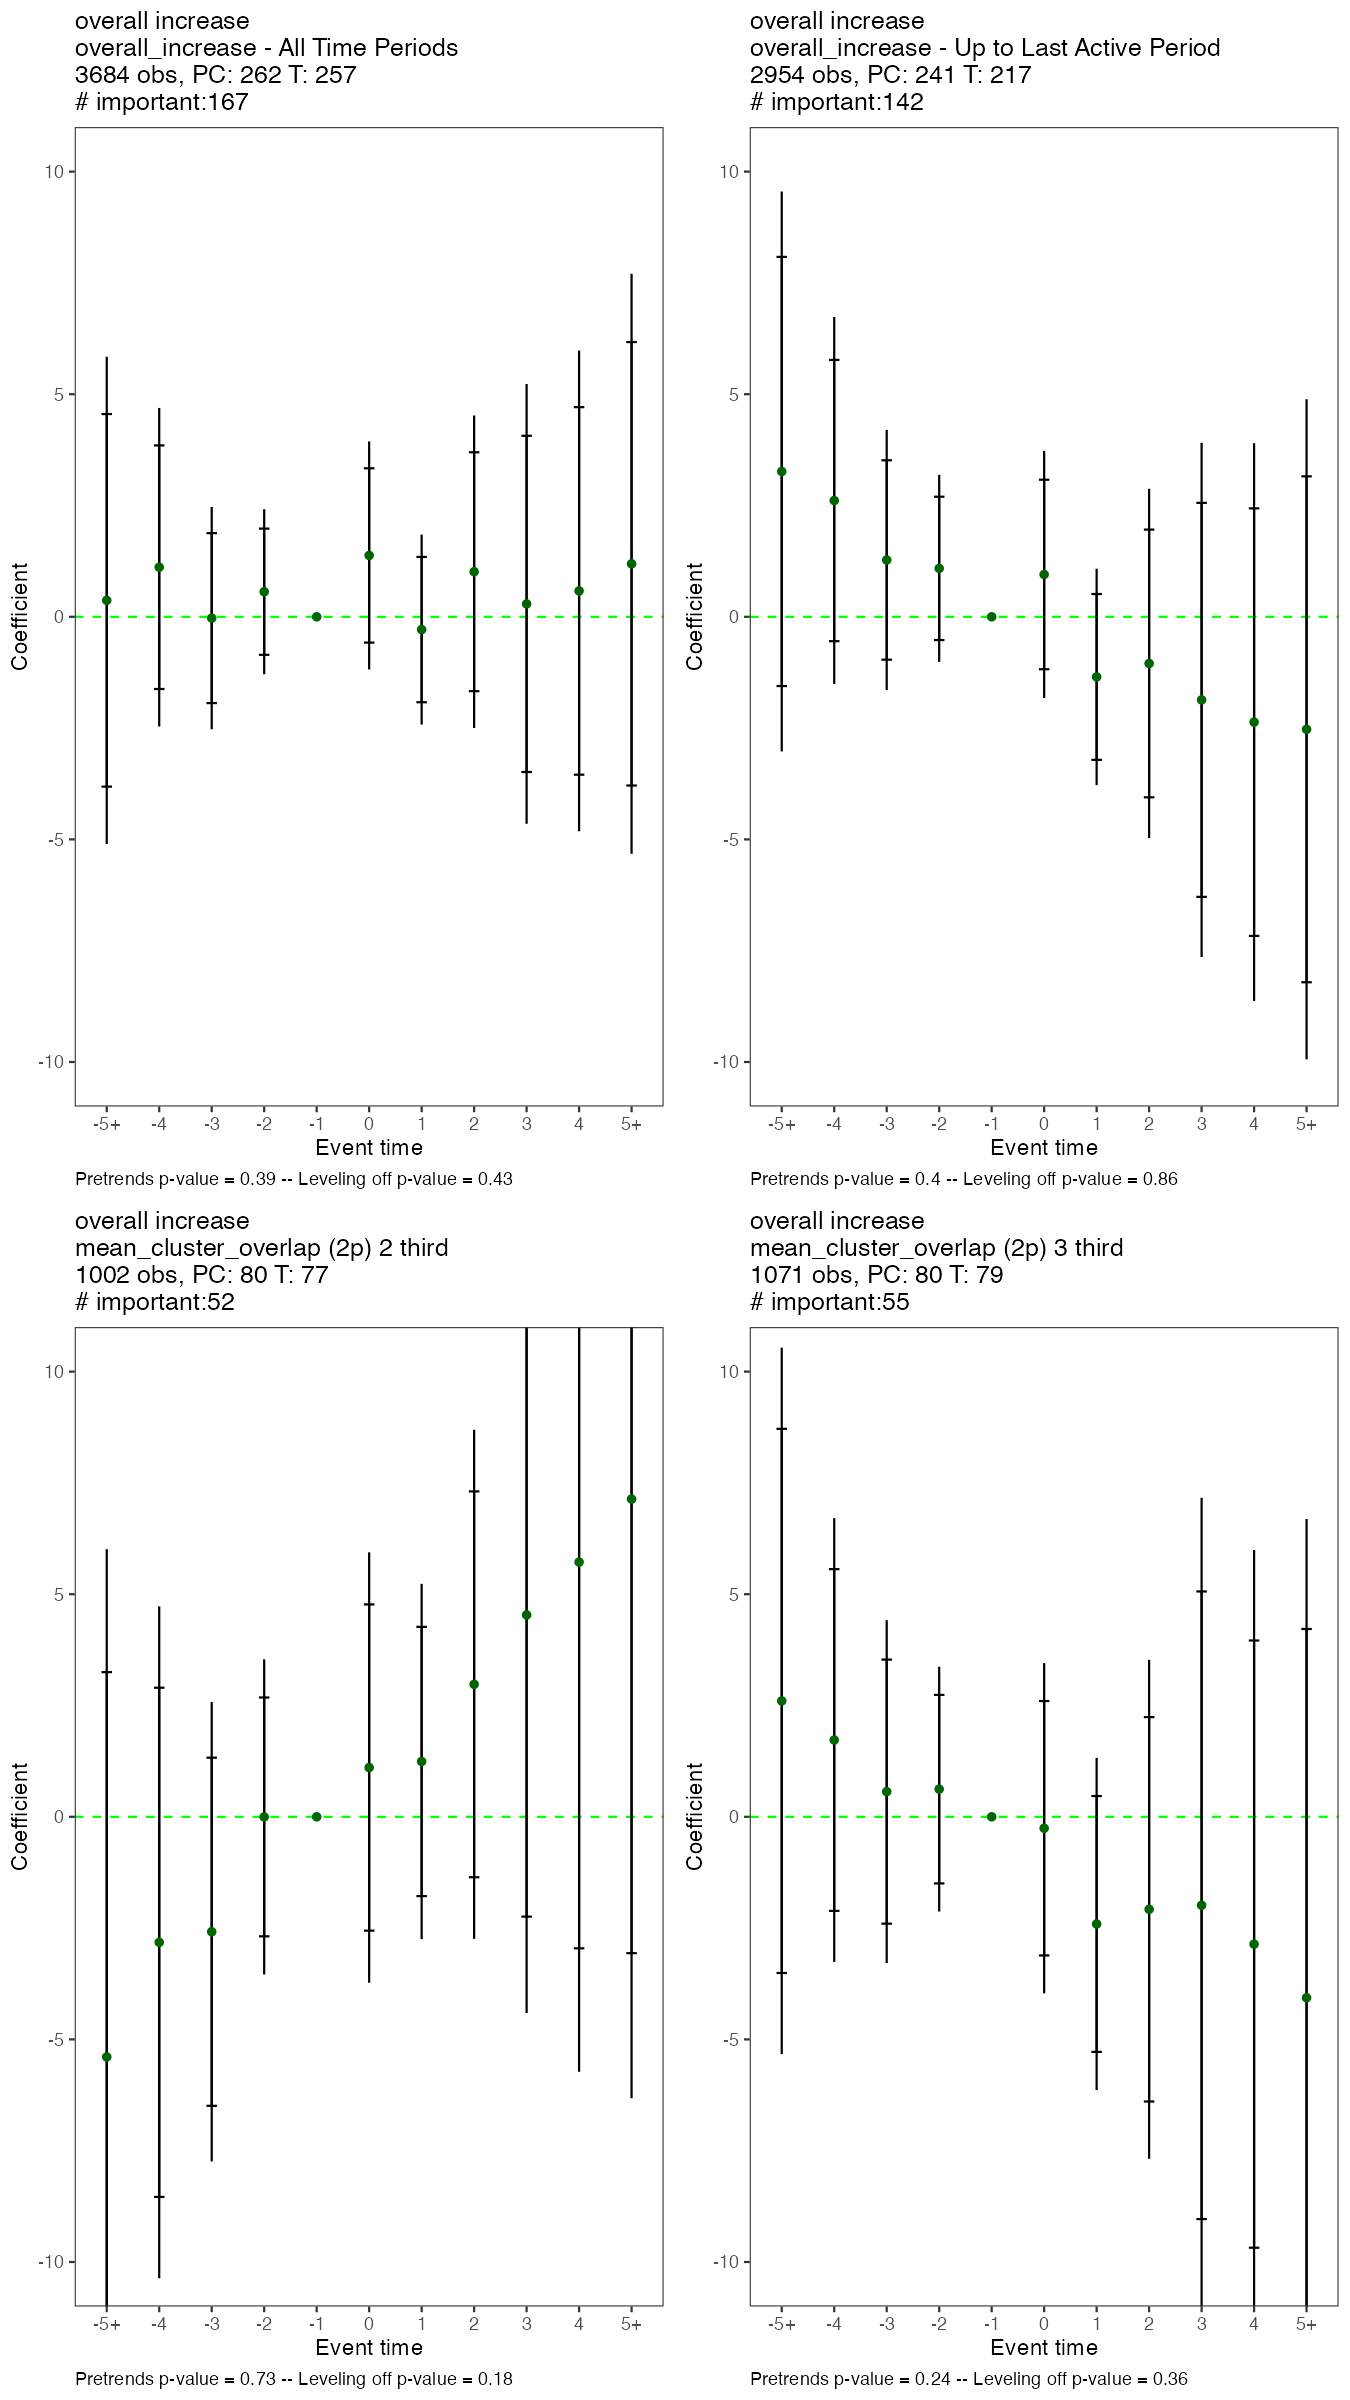 overall increase
overall_increase - All Time Periods
3684 obs, PC: 262 T: 257
# important:167
Coefficient
10
5
0
-5
-10
-5+ -4 -3 -2 -1 0 1 2 3 4 5+
Event time
Pretrends p-value = 0.39 -- Leveling off p-value = 0.43
overall increase
overall_increase - Up to Last Active Period
2954 obs, PC: 241 T: 217
# important:142
Coefficient
10
5
0
-5
-10
-5+ -4 -3 -2 -1 0 1 2 3 4 5+
Event time
Pretrends p-value = 0.4 -- Leveling off p-value = 0.86
overall increase
mean_cluster_overlap (2p) 2 third
1002 obs, PC: 80 T: 77
# important:52
Coefficient
10
5
0
-5
-10
-5+ -4 -3 -2 -1 0 1 2 3 4 5+
Event time
Pretrends p-value = 0.73 -- Leveling off p-value = 0.18
overall increase
mean_cluster_overlap (2p) 3 third
1071 obs, PC: 80 T: 79
# important:55
Coefficient
10
5
0
-5
-10
-5+ -4 -3 -2 -1 0 1 2 3 4 5+
Event time
Pretrends p-value = 0.24 -- Leveling off p-value = 0.36